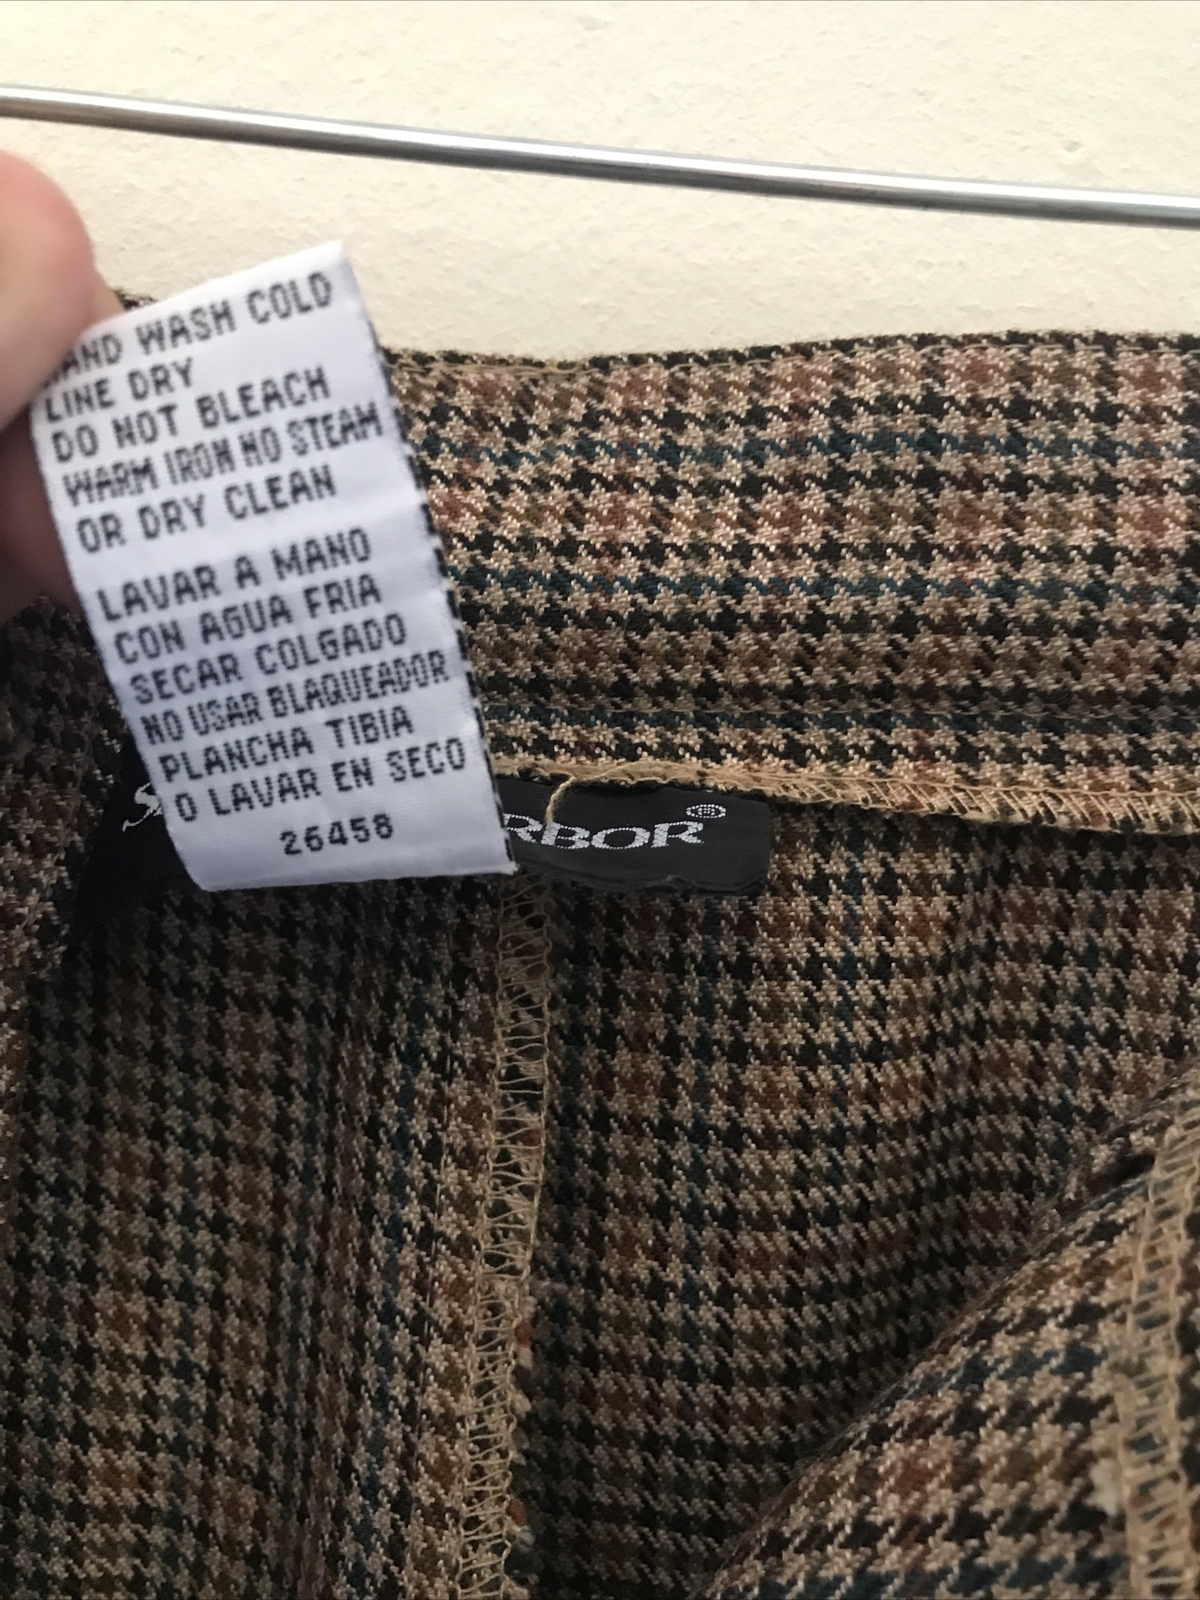 HAND WASH COLD
LINE DRY
DO NOT BLEACH
WARM IRON NO STEAM
OR DRY CLEAN
LAVAR A MANO
CON AGUA FRIA
SECAR COLGADO
NO USAR BLAQUEADOR
PLANCHA TIBIA
O LAVAR EN SECO
26458
RBOR®